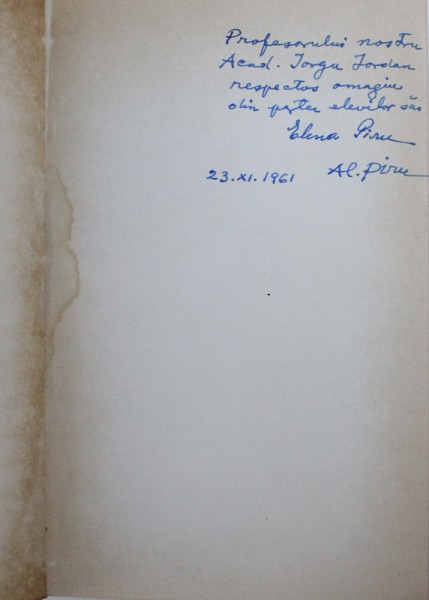 Profesorului nostru
Acad. Iorgu Iordan
respectos omagiu
din partea elevilor săi
Elena Piru
23.XI.1961 Al. Piru